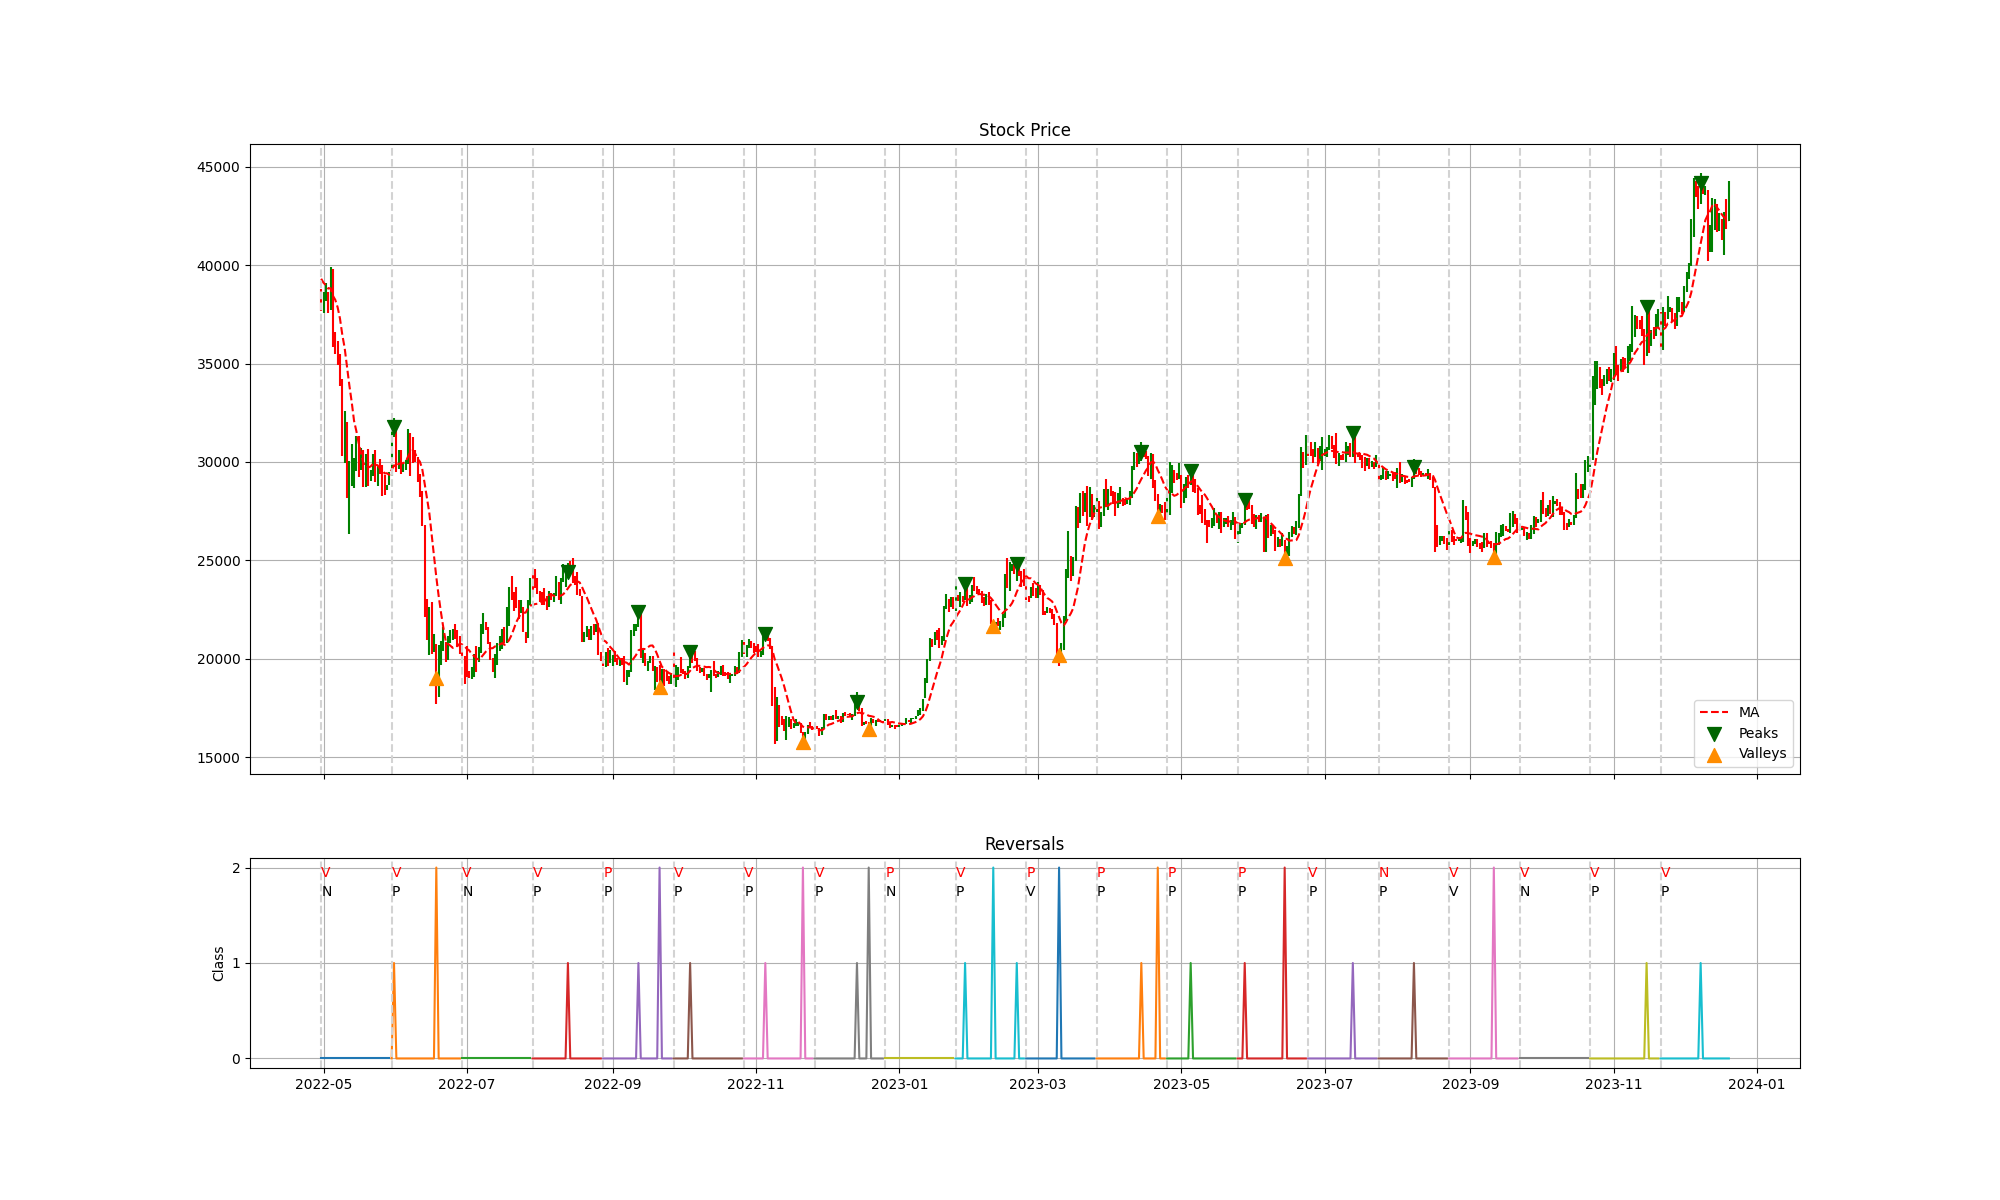 Stock Price
45000
40000
35000
30000
25000
20000
15000
MA
Peaks
Valleys
Reversals
2
1
0
Class
V V V V P V V V P V P P P P V N V V V V
N P N P P P P P N P V P P P P P V N P P
2022-05 2022-07 2022-09 2022-11 2023-01 2023-03 2023-05 2023-07 2023-09 2023-11 2024-01